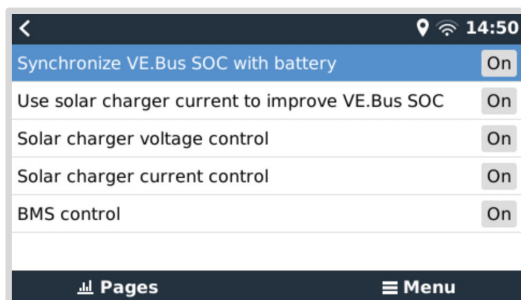 14:50
Synchronize VE.Bus SOC with battery On
Use solar charger current to improve VE.Bus SOC On
Solar charger voltage control On
Solar charger current control On
BMS control On
Pages Menu